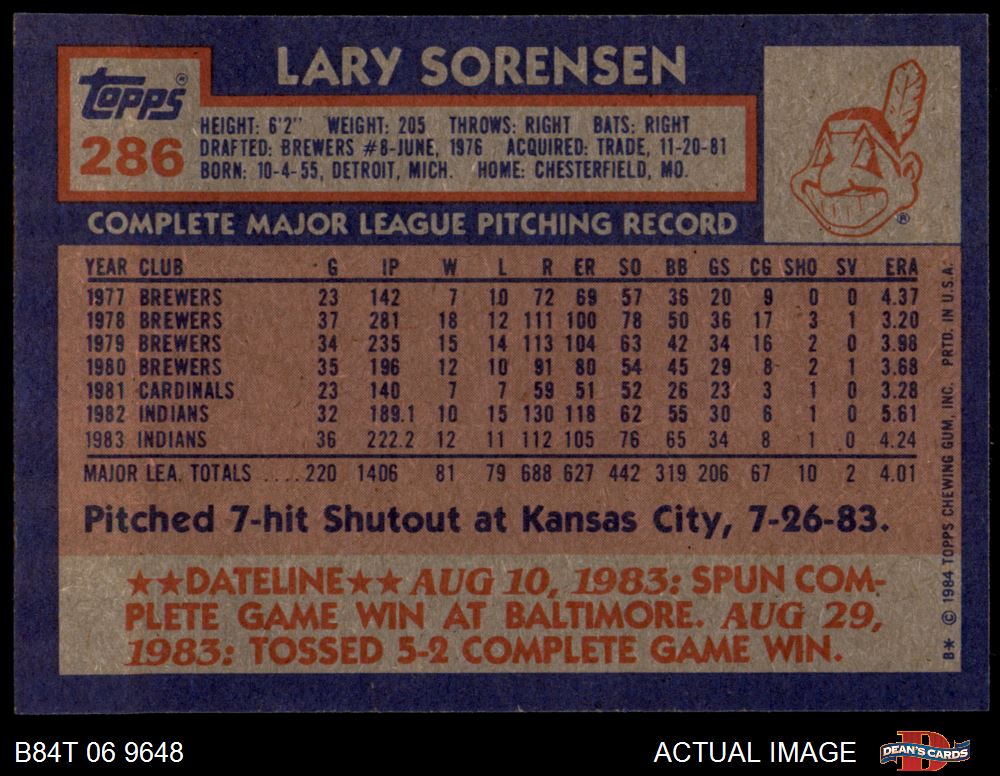 LARY SORENSEN
Topps®
286
HEIGHT: 6'2" WEIGHT: 205 THROWS: RIGHT BATS: RIGHT
DRAFTED: BREWERS #8-JUNE, 1976 ACQUIRED: TRADE, 11-20-81
BORN: 10-4-55, DETROIT, MICH. HOME: CHESTERFIELD, MO.
®
COMPLETE MAJOR LEAGUE PITCHING RECORD
YEAR CLUB G IP W L R ER SO BB GS CG SHO SV ERA
1977 BREWERS 23 142 7 10 72 69 57 36 20 9 0 0 4.37
1978 BREWERS 37 281 18 12 111 100 78 50 36 17 3 1 3.20
1979 BREWERS 34 235 15 14 113 104 63 42 34 16 2 0 3.98
1980 BREWERS 35 196 12 10 91 80 54 45 29 8 2 1 3.68
1981 CARDINALS 23 140 7 7 59 51 52 26 23 3 1 0 3.28
1982 INDIANS 32 189.1 10 15 130 118 62 55 30 6 1 0 5.61
1983 INDIANS 36 222.2 12 11 112 105 76 65 34 8 1 0 4.24
MAJOR LEA. TOTALS ....220 1406 81 79 688 627 442 319 206 67 10 2 4.01
Pitched 7-hit Shutout at Kansas City, 7-26-83.
★★DATELINE★★ AUG 10, 1983: SPUN COM-
PLETE GAME WIN AT BALTIMORE. AUG 29,
1983: TOSSED 5-2 COMPLETE GAME WIN.
B* © 1984 TOPPS CHEWING GUM, INC. PRTD. IN U.S.A.
B84T 06 9648
ACTUAL IMAGE
D
DEAN'S CARDS